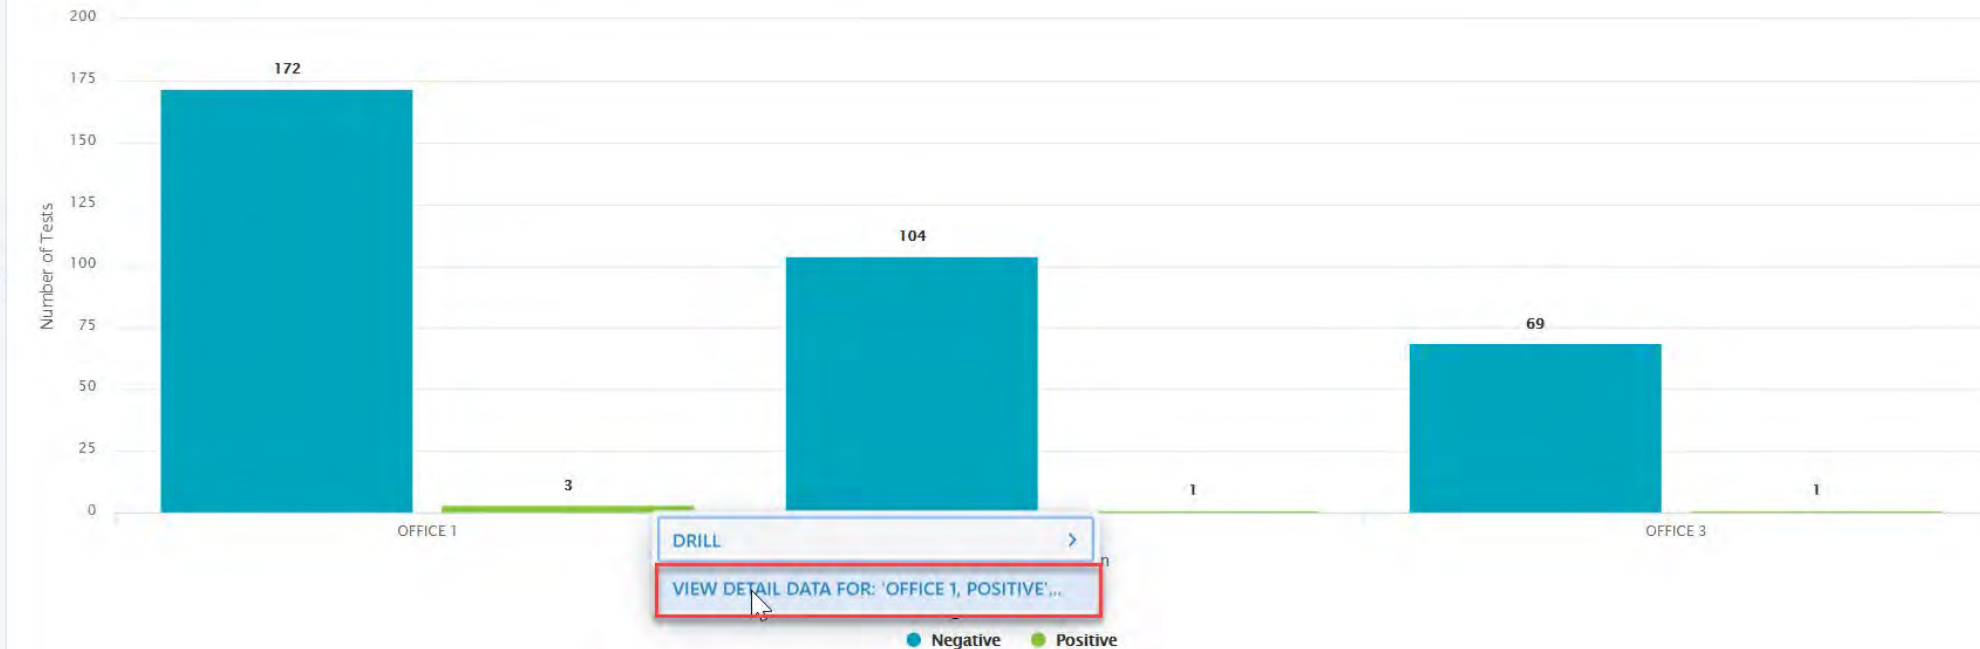 200
172
175
150
125
104
100
Number of Tests
75
69
50
25
3
1
1
0
OFFICE 1
OFFICE 3
DRILL
n
VIEW DETAIL DATA FOR: 'OFFICE 1, POSITIVE'...
Negative
Positive